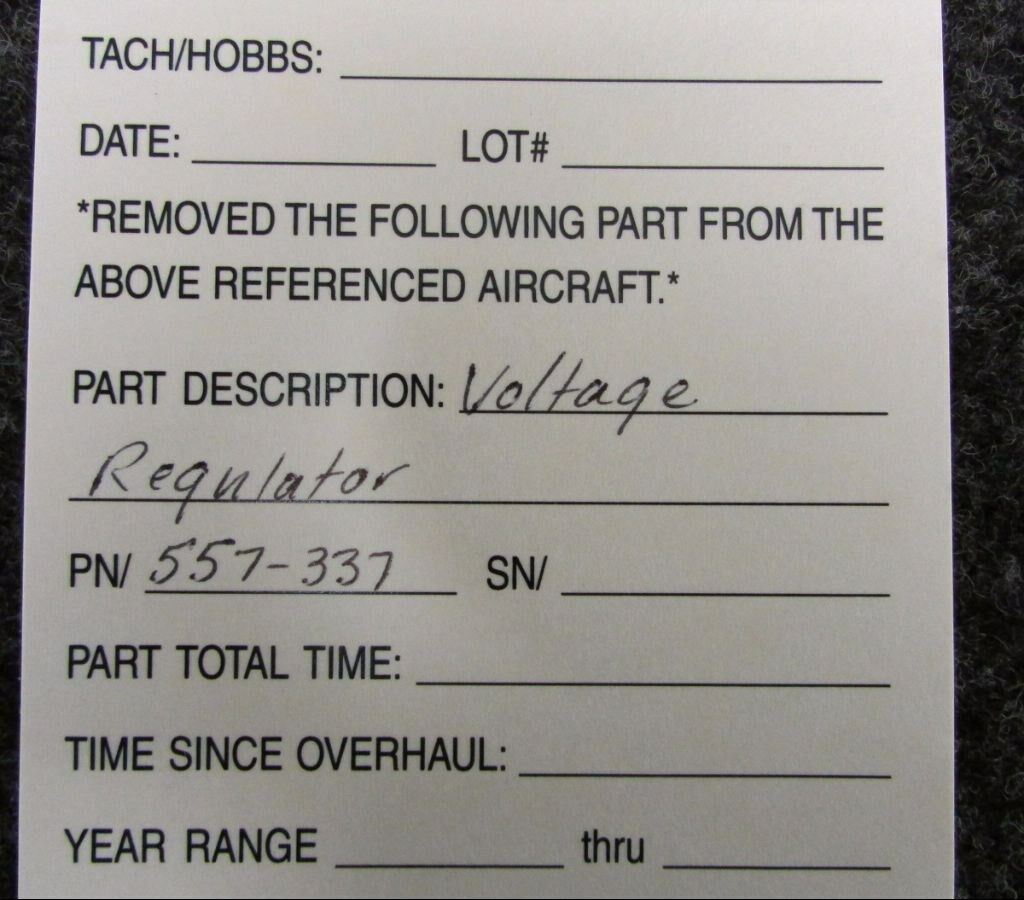 TACH/HOBBS:
DATE: LOT#
*REMOVED THE FOLLOWING PART FROM THE
ABOVE REFERENCED AIRCRAFT.*
PART DESCRIPTION: Voltage
Regulator
PN/ 557-337 SN/
PART TOTAL TIME:
TIME SINCE OVERHAUL:
YEAR RANGE thru